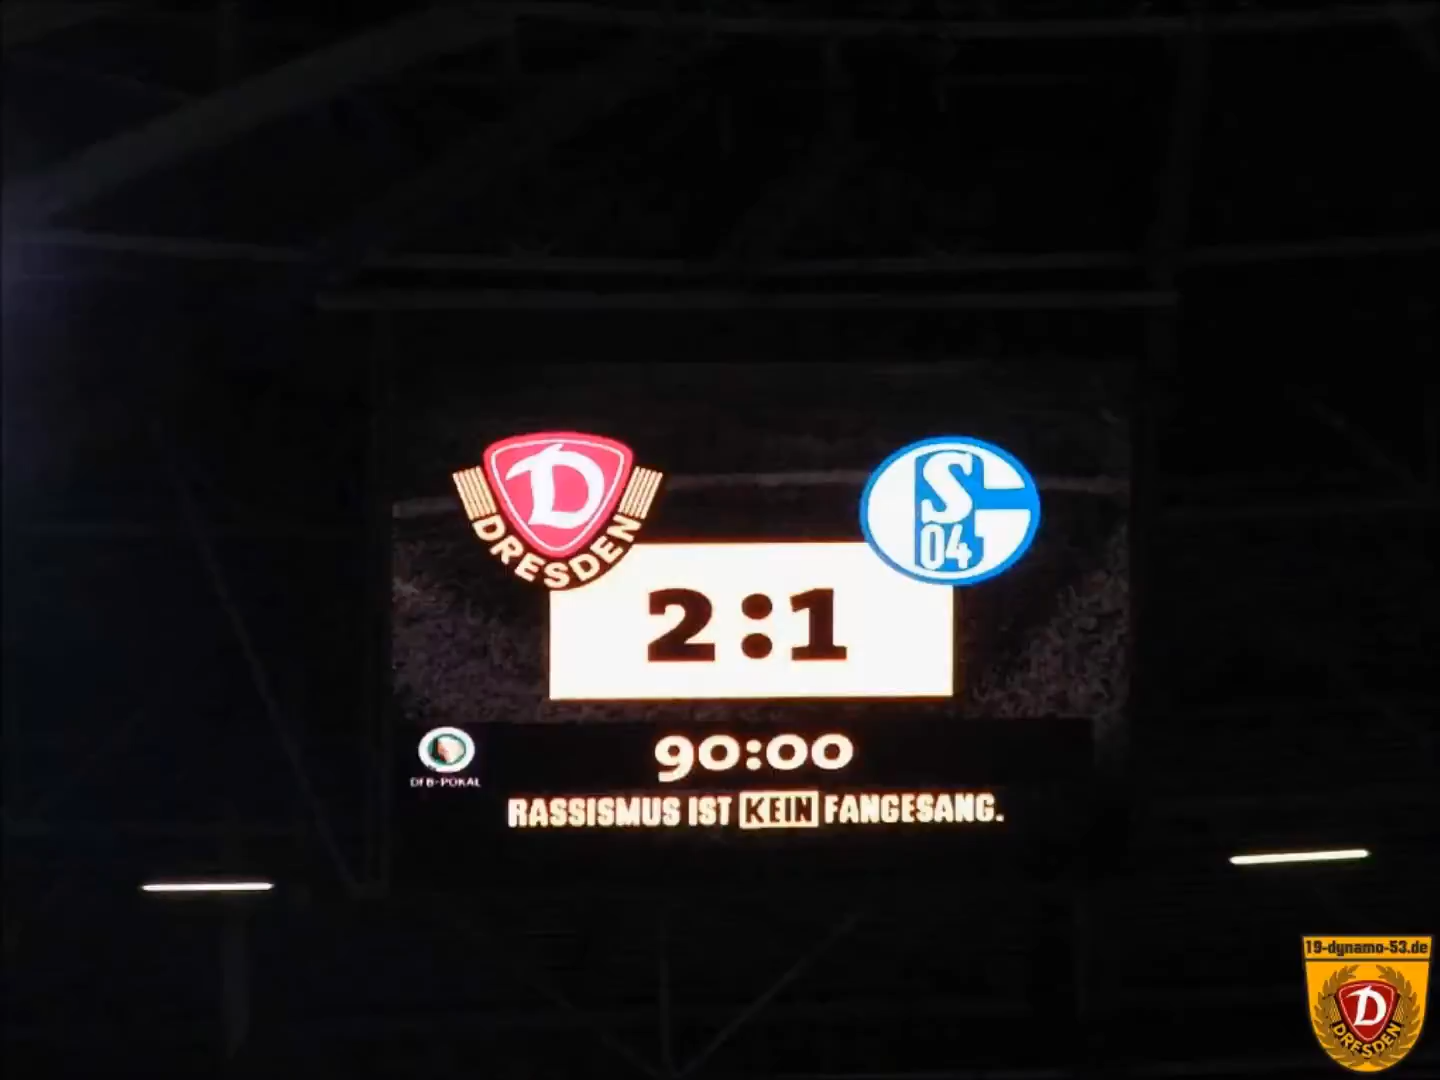 D
DRESDEN
S
04
2:1
90:00
DFB-POKAL
RASSISMUS IST KEIN FANGESANG.
19-dynamo-53.de
D
DRESDEN